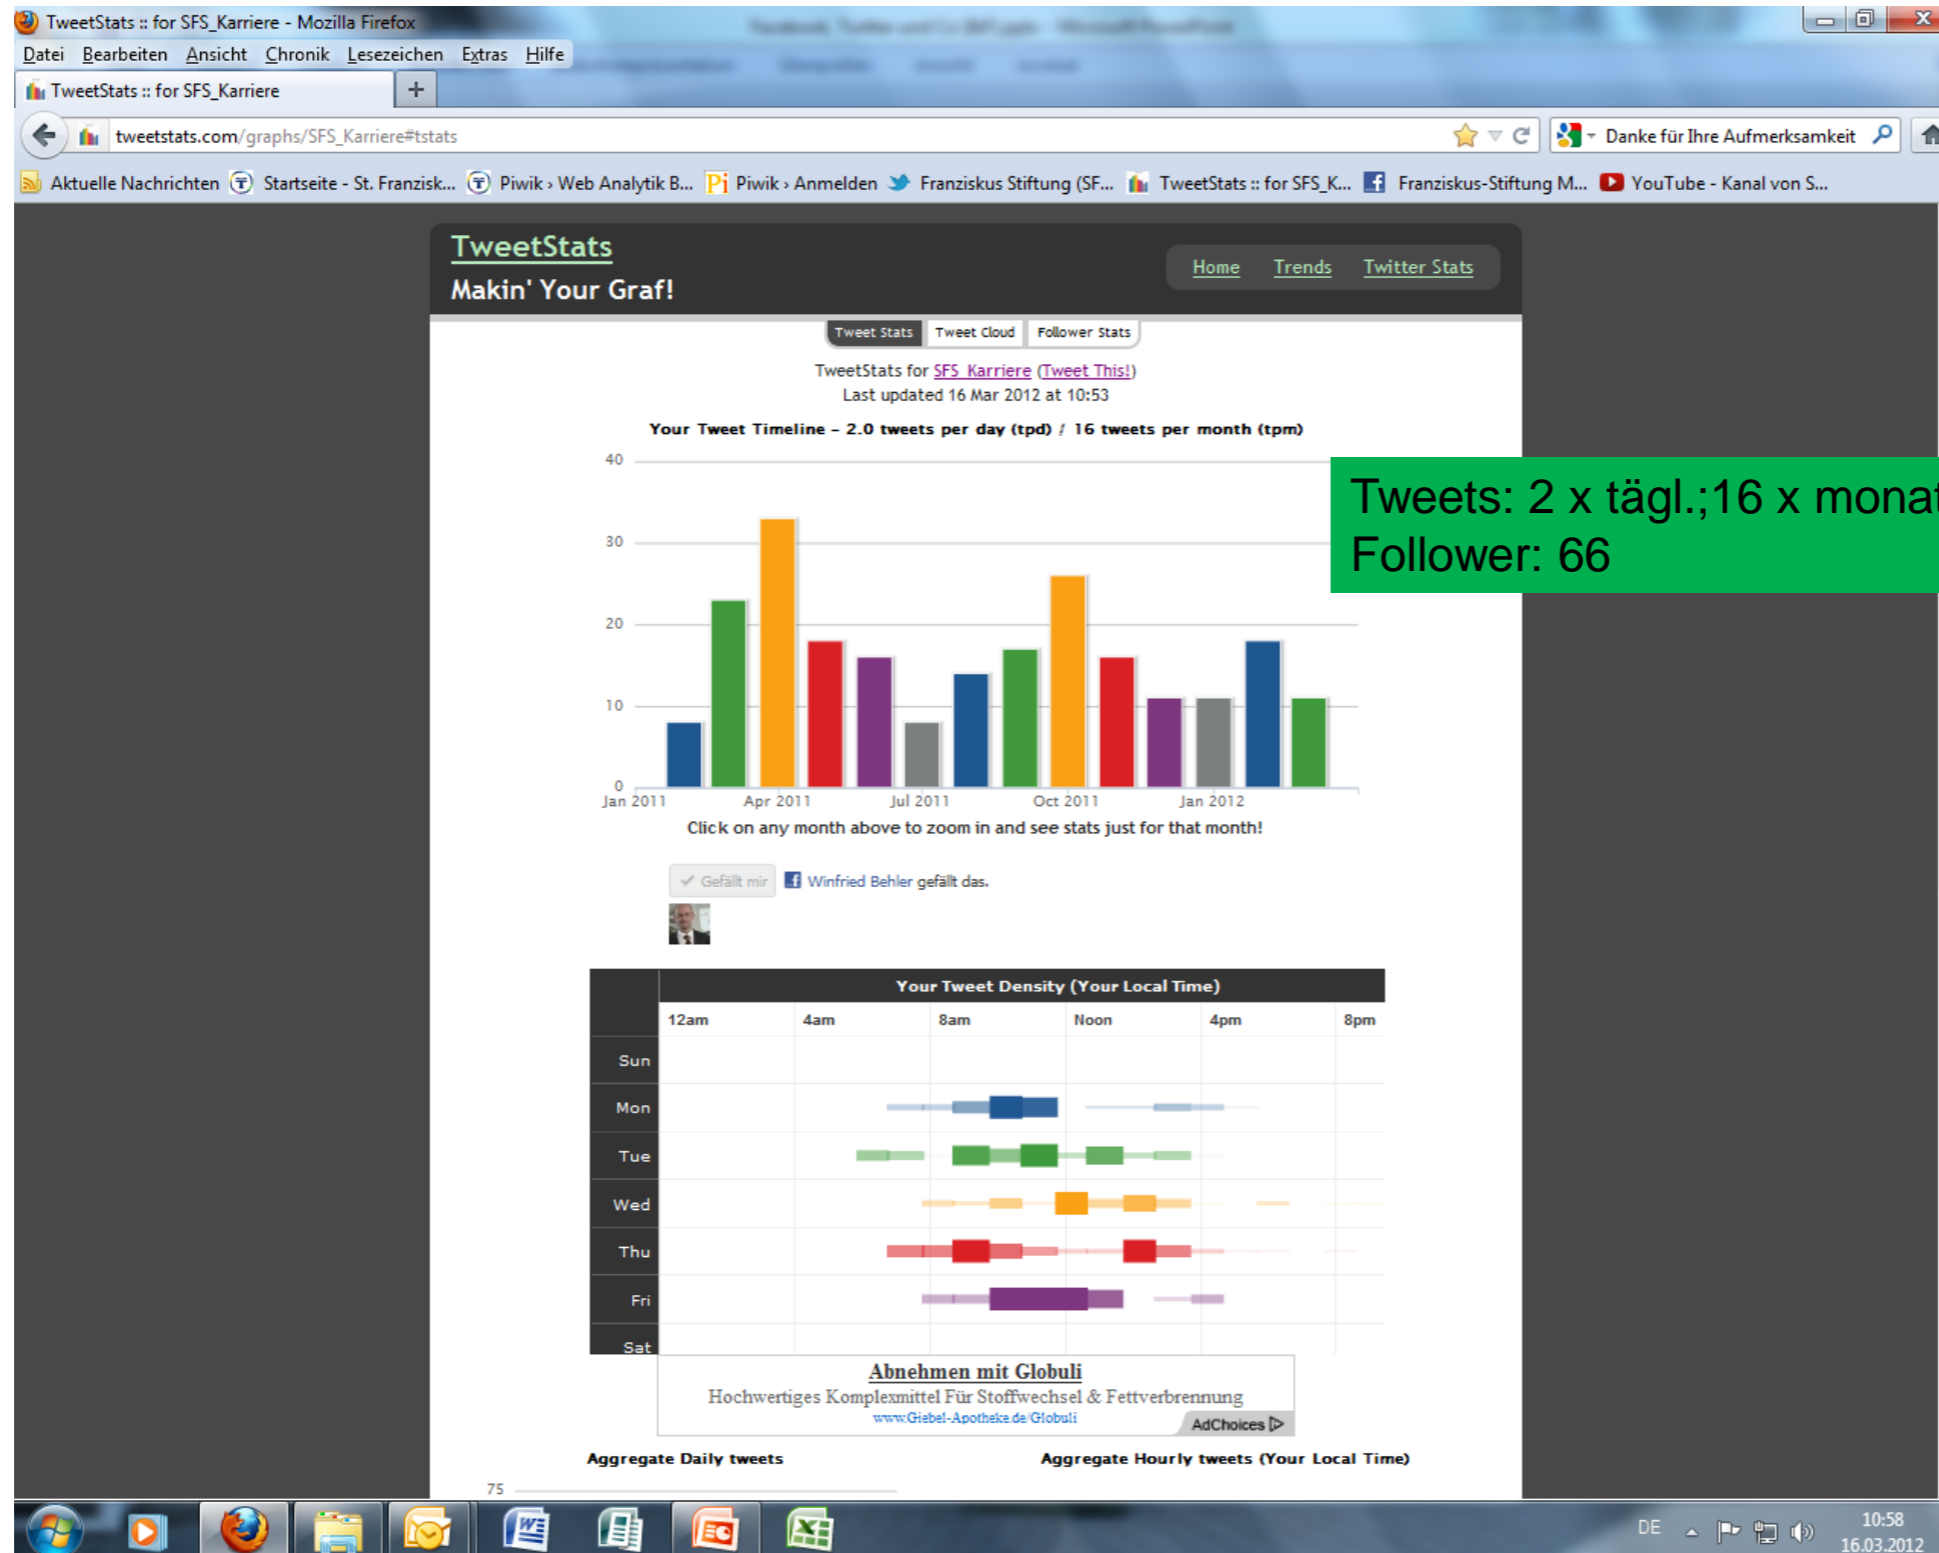 TweetStats :: for SFS_Karriere - Mozilla Firefox
Datei Bearbeiten Ansicht Chronik Lesezeichen Extras Hilfe
TweetStats :: for SFS_Karriere +
tweetstats.com/graphs/SFS_Karriere#tstats
Danke für Ihre Aufmerksamkeit
Aktuelle Nachrichten Startseite - St. Franzisk... Piwik › Web Analytik B... Piwik › Anmelden Franziskus Stiftung (SF... TweetStats :: for SFS_K... Franziskus-Stiftung M... YouTube - Kanal von S...
TweetStats
Makin' Your Graf!
Home Trends Twitter Stats
Tweet Stats Tweet Cloud Follower Stats
TweetStats for SFS_Karriere (Tweet This!)
Last updated 16 Mar 2012 at 10:53
Your Tweet Timeline - 2.0 tweets per day (tpd) / 16 tweets per month (tpm)
40
30
20
10
0
Jan 2011 Apr 2011 Jul 2011 Oct 2011 Jan 2012
Tweets: 2 x tägl.;16 x monat
Follower: 66
Click on any month above to zoom in and see stats just for that month!
Gefällt mir Winfried Behler gefällt das.
Your Tweet Density (Your Local Time)
12am 4am 8am Noon 4pm 8pm
Sun
Mon
Tue
Wed
Thu
Fri
Sat
Abnehmen mit Globuli
Hochwertiges Komplexmittel Für Stoffwechsel & Fettverbrennung
www.Giebel-Apotheke.de/Globuli
AdChoices
Aggregate Daily tweets Aggregate Hourly tweets (Your Local Time)
75
DE
10:58
16.03.2012